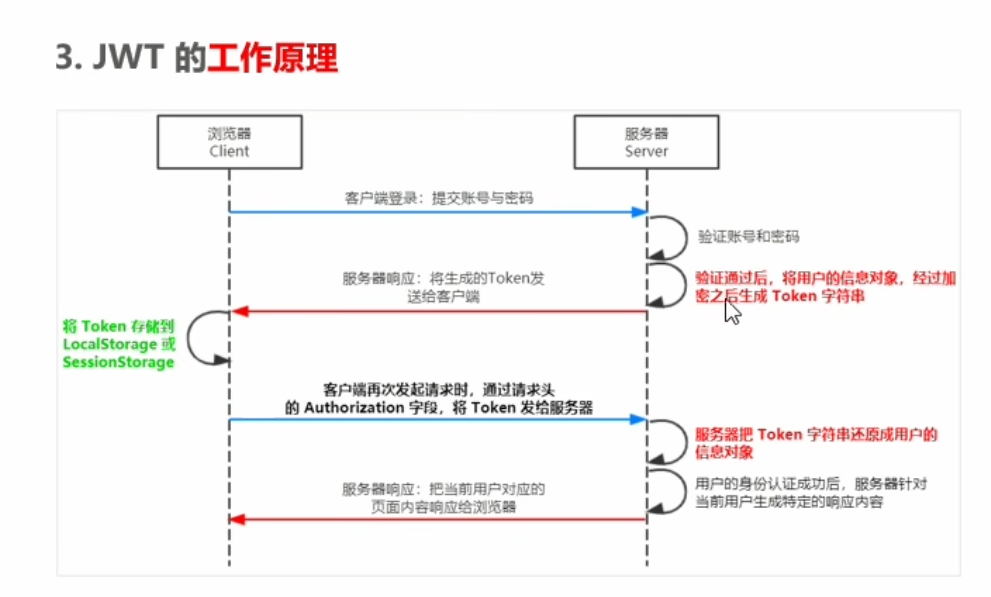 3. JWT 的工作原理
浏览器
Client
服务器
Server
客户端登录：提交账号与密码
验证账号和密码
服务器响应：将生成的Token发
送给客户端
验证通过后，将用户的信息对象，经过加
密之后生成 Token 字符串
将 Token 存储到
LocalStorage 或
SessionStorage
客户端再次发起请求时，通过请求头
的 Authorization 字段，将 Token 发给服务器
服务器把 Token 字符串还原成用户的
信息对象
服务器响应：把当前用户对应的
页面内容响应给浏览器
用户的身份认证成功后，服务器针对
当前用户生成特定的响应内容